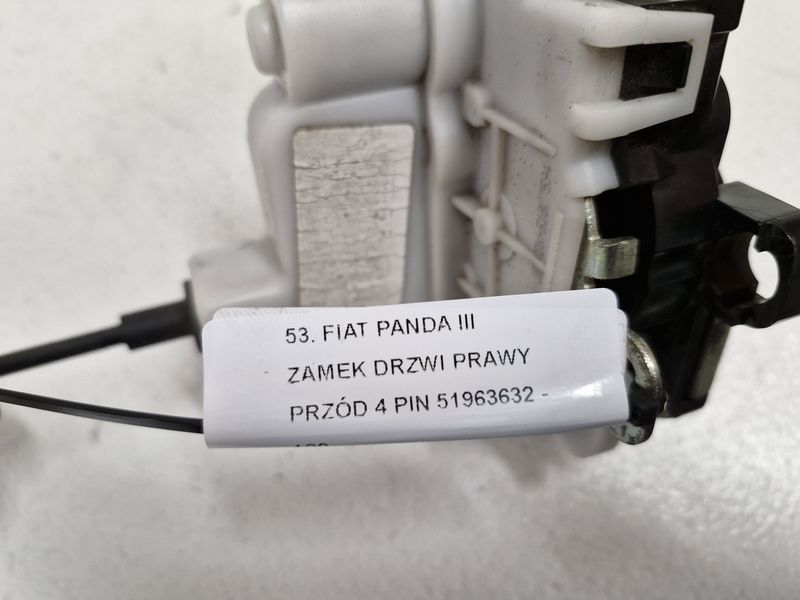 53. FIAT PANDA III
ZAMEK DRZWI PRAWY
PRZÓD 4 PIN 51963632 -